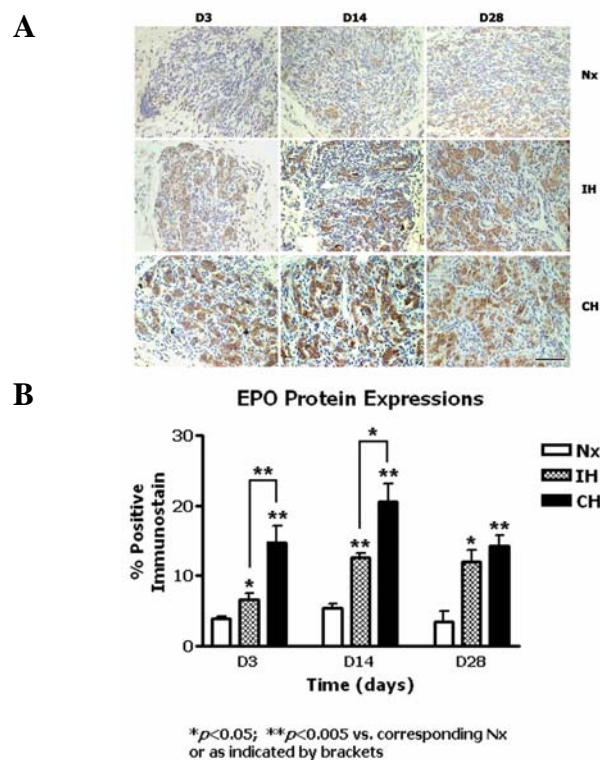 A
D3 D14 D28
Nx
IH
CH
B
EPO Protein Expressions
30
20
10
0
% Positive
Immunostain
**
*
**
**
*
**
*
**
Nx
IH
CH
D3 D14 D28
Time (days)
*p<0.05; **p<0.005 vs. corresponding Nx
or as indicated by brackets